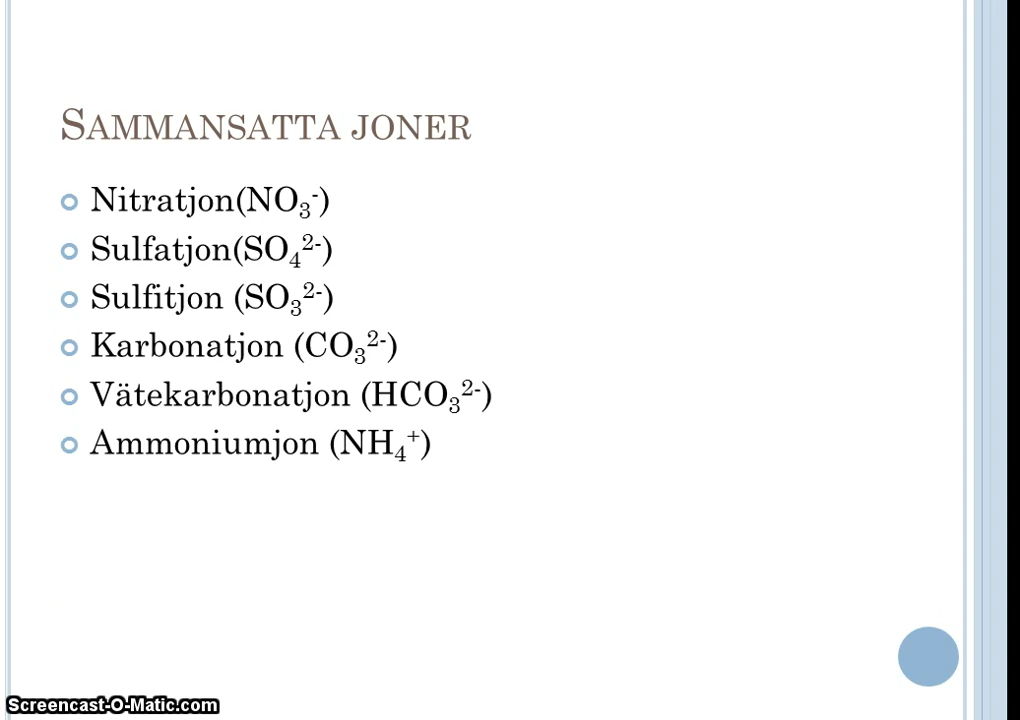 SAMMANSATTA JONER
Nitratjon(NO₃⁻)
Sulfatjon(SO₄²⁻)
Sulfitjon (SO₃²⁻)
Karbonatjon (CO₃²⁻)
Vätekarbonatjon (HCO₃²⁻)
Ammoniumjon (NH₄⁺)
Screencast-O-Matic.com